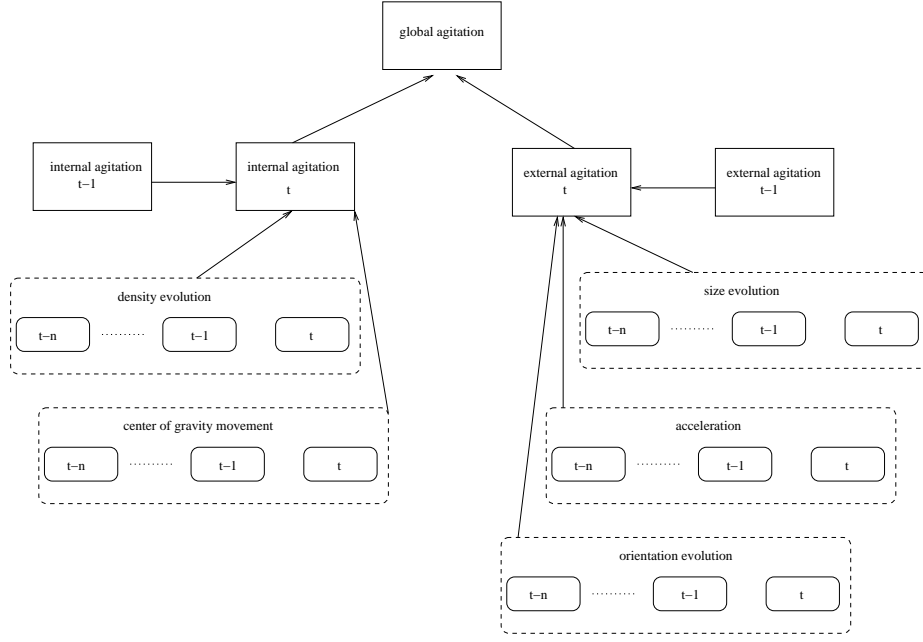 global agitation
internal agitation
t−1
internal agitation
t
external agitation
t
external agitation
t−1
density evolution
t−n ............ t−1 t
size evolution
t−n ............ t−1 t
center of gravity movement
t−n ............ t−1 t
acceleration
t−n ............ t−1 t
orientation evolution
t−n ............ t−1 t